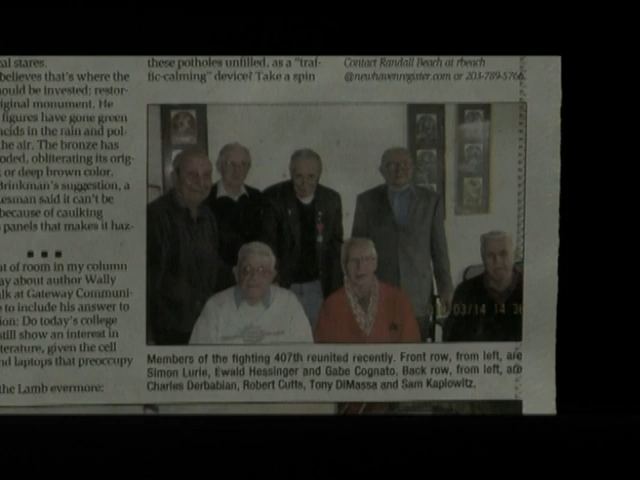 al stares.
believes that's where the
ould be invested: restor-
iginal monument. He
figures have gone green
acids in the rain and pol-
the air. The bronze has
oded, obliterating its orig-
or deep brown color.
Brinkman's suggestion, a
esman said it can't be
because of caulking
panels that makes it haz-
at of room in my column
ay about author Wally
lk at Gateway Communi-
e to include his answer to
ion: Do today's college
still show an interest in
terature, given the cell
nd laptops that preoccupy
the Lamb evermore:
these potholes unfilled, as a "traf-
fic-calming" device? Take a spin
Contact Randall Beach at rbeach
@newhavenregister.com or 203-789-5766.
03/14 14
Members of the fighting 407th reunited recently. Front row, from left, are
Simon Lurie, Ewald Hessinger and Gabe Cognato. Back row, from left, are
Charles Derbabian, Robert Cutts, Tony DiMassa and Sam Kaplowitz.